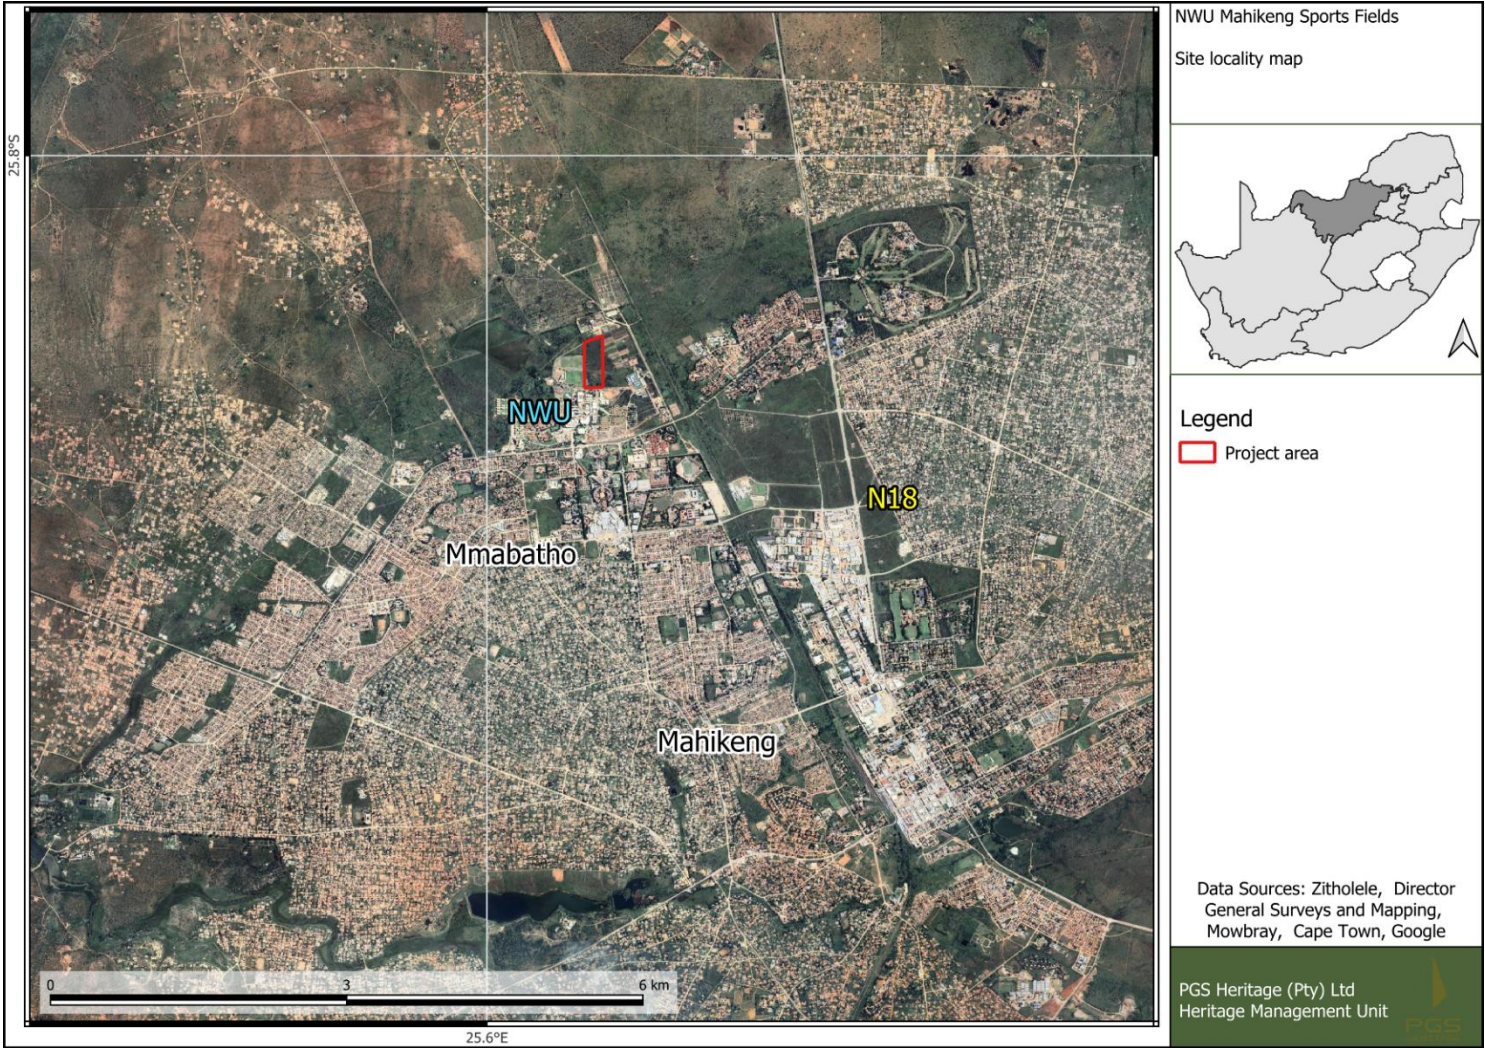 NWU Mahikeng Sports Fields
Site locality map
25.8°S
NWU
N18
Mmabatho
Mahikeng
Legend
Project area
Data Sources: Zitholele, Director
General Surveys and Mapping,
Mowbray, Cape Town, Google
0 3 6 km
25.6°E
PGS Heritage (Pty) Ltd
Heritage Management Unit
PGS